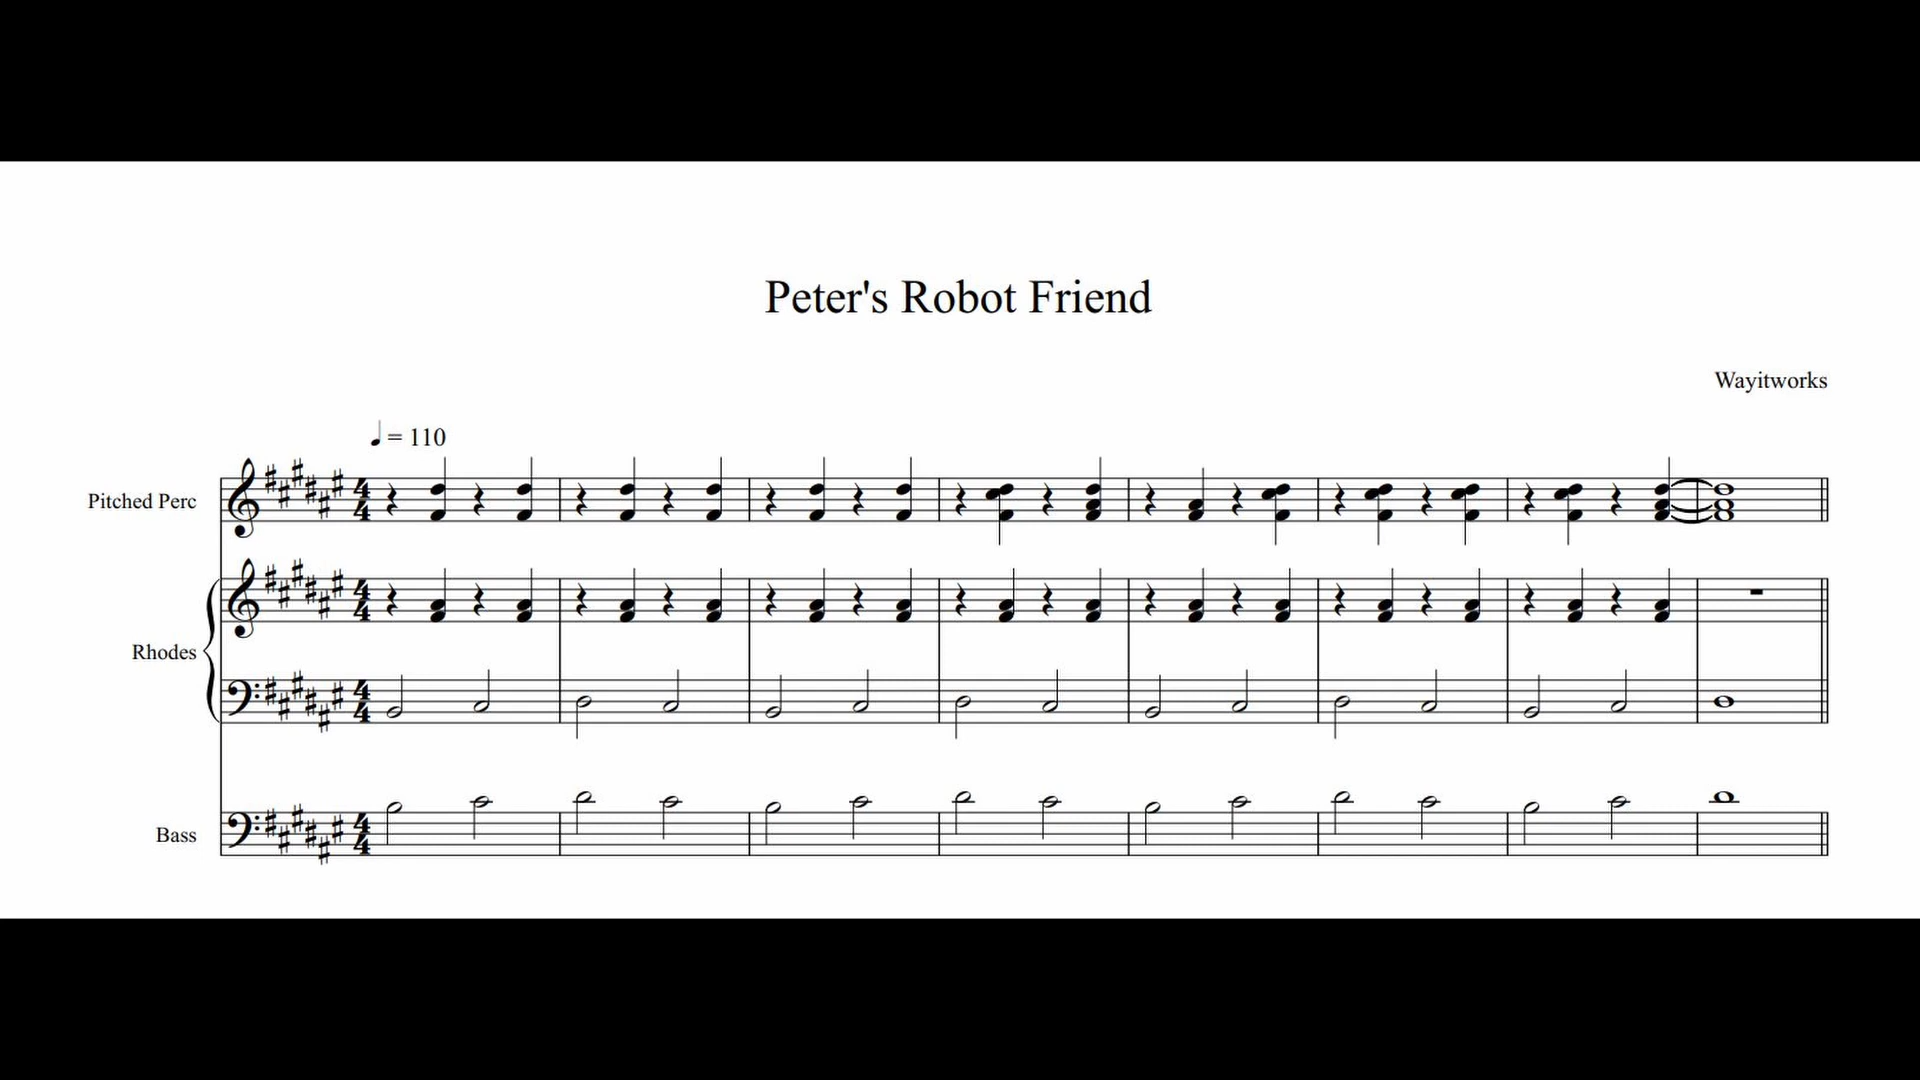 Peter's Robot Friend
Wayitworks
= 110
Pitched Perc
Rhodes
Bass